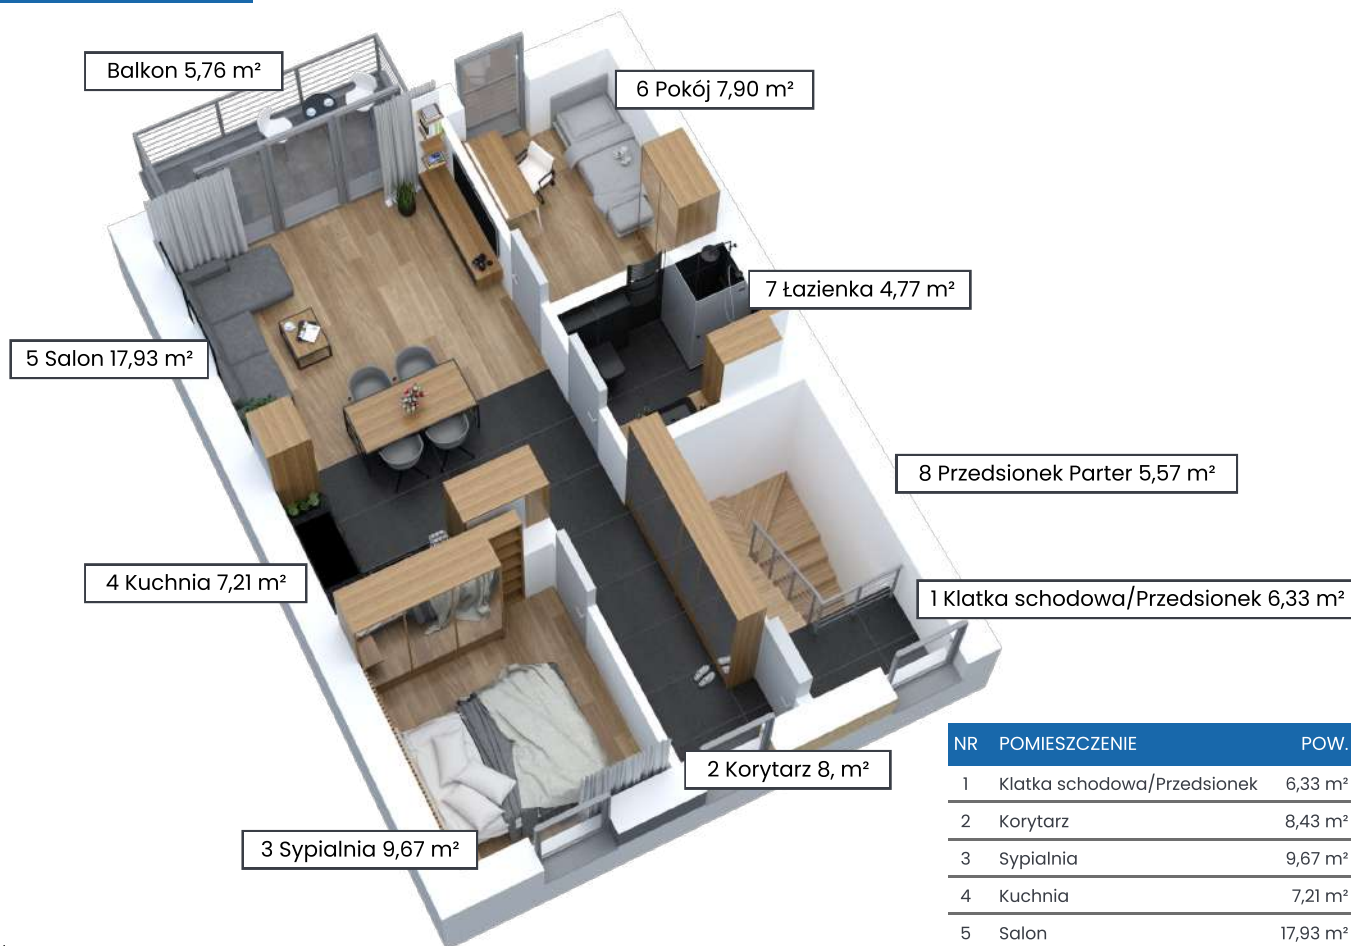 Balkon 5,76 m²
6 Pokój 7,90 m²
7 Łazienka 4,77 m²
5 Salon 17,93 m²
8 Przedsionek Parter 5,57 m²
4 Kuchnia 7,21 m²
1 Klatka schodowa/Przedsionek 6,33 m²
2 Korytarz 8, m²
3 Sypialnia 9,67 m²
NR POMIESZCZENIE POW.
1 Klatka schodowa/Przedsionek 6,33 m²
2 Korytarz 8,43 m²
3 Sypialnia 9,67 m²
4 Kuchnia 7,21 m²
5 Salon 17,93 m²